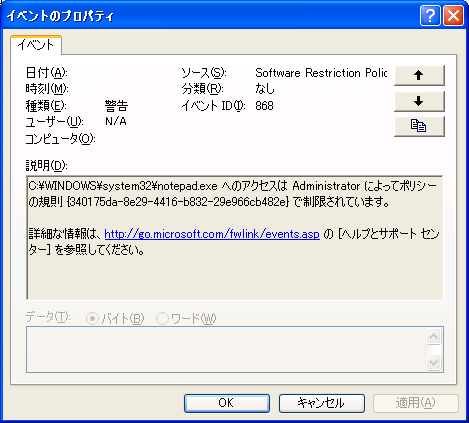 イベントのプロパティ
イベント
日付(A):
ソース(S): Software Restriction Polic
時刻(M):
分類(R): なし
種類(E): 警告
イベント ID(I): 868
ユーザー(U): N/A
コンピュータ(O):
説明(D):
C:¥WINDOWS¥system32¥notepad.exe へのアクセスは Administrator によってポリシー
の規則 {340175da-8e29-4416-b832-29e966cb482e} で制限されています。
詳細な情報は、http://go.microsoft.com/fwlink/events.asp の [ヘルプとサポート セン
ター] を参照してください。
データ(T): バイト(B) ワード(W)
OK キャンセル 適用(A)